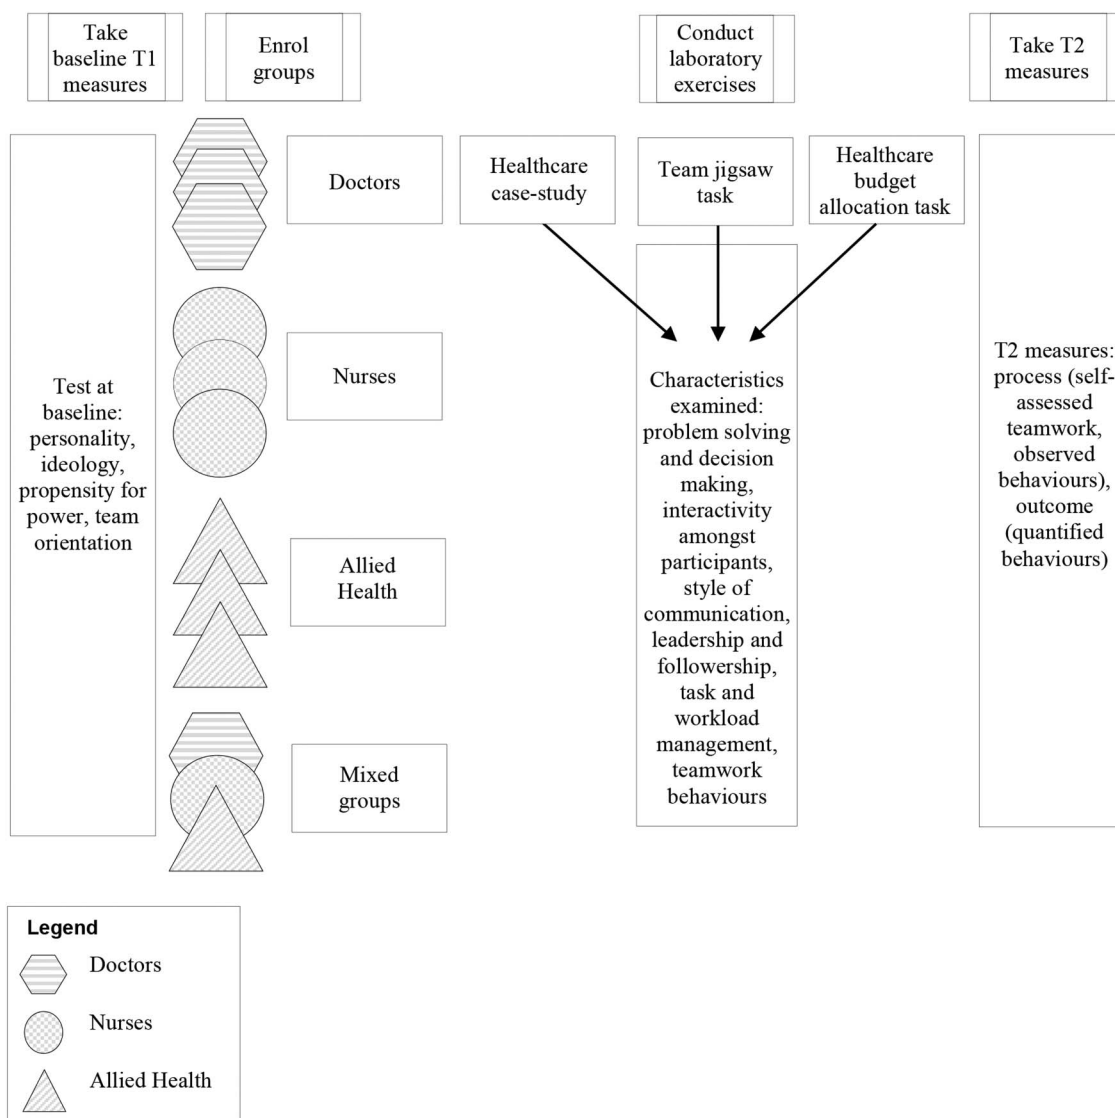 Take
baseline T1
measures
Enrol
groups
Conduct
laboratory
exercises
Take T2
measures
Test at
baseline:
personality,
ideology,
propensity for
power, team
orientation
Doctors
Nurses
Allied
Health
Mixed
groups
Healthcare
case-study
Team jigsaw
task
Healthcare
budget
allocation task
Characteristics
examined:
problem solving
and decision
making,
interactivity
amongst
participants,
style of
communication,
leadership and
followership,
task and
workload
management,
teamwork
behaviours
T2 measures:
process (self-
assessed
teamwork,
observed
behaviours),
outcome
(quantified
behaviours)
Legend
Doctors
Nurses
Allied Health